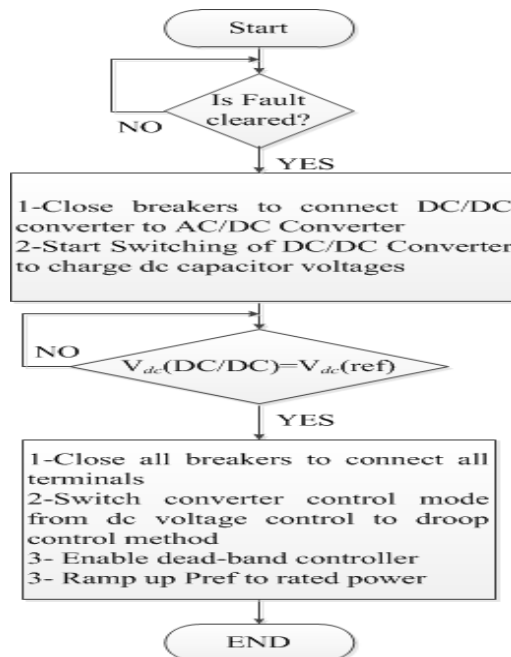 Start
Is Fault
cleared?
NO
YES
1-Close breakers to connect DC/DC
converter to AC/DC Converter
2-Start Switching of DC/DC Converter
to charge dc capacitor voltages
NO
V_dc(DC/DC)=V_dc(ref)
YES
1-Close all breakers to connect all
terminals
2-Switch converter control mode
from dc voltage control to droop
control method
3- Enable dead-band controller
3- Ramp up Pref to rated power
END